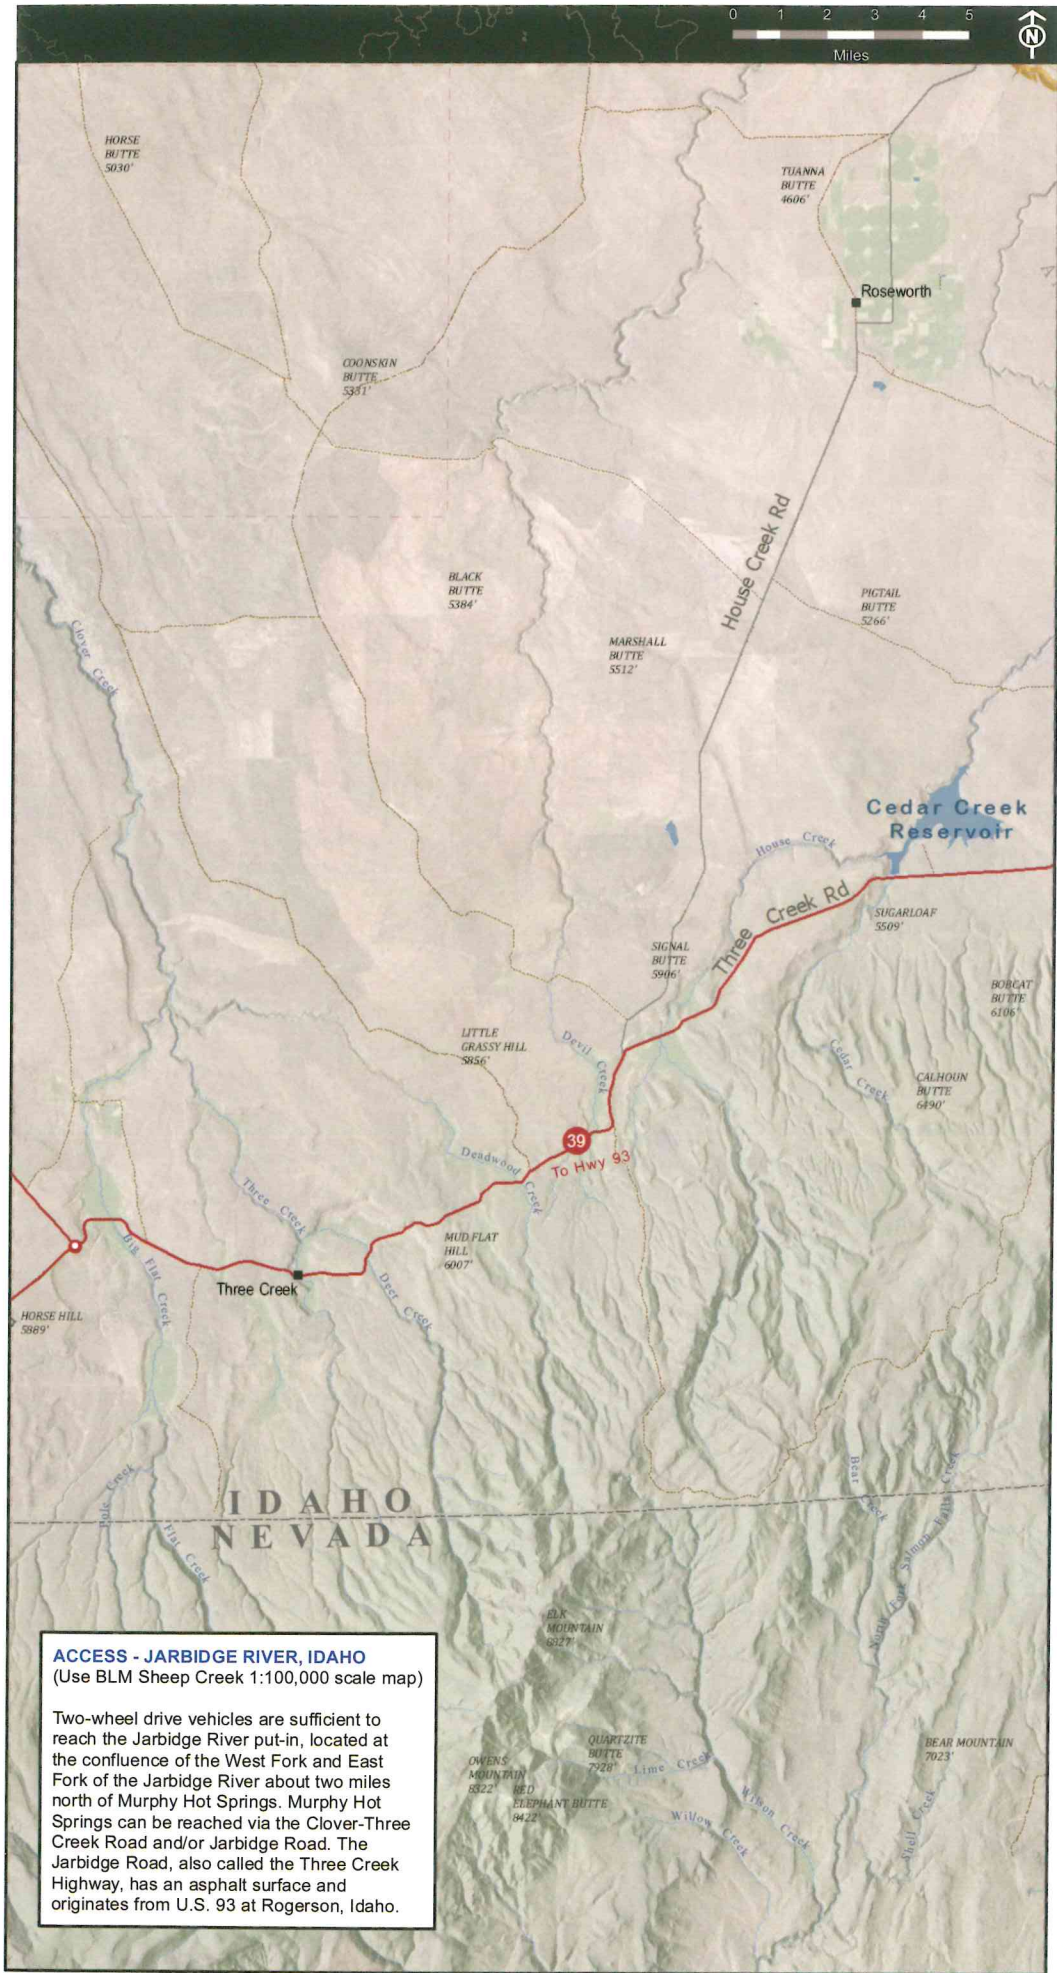 0 1 2 3 4 5
Miles
N
HORSE
BUTTE
5030'
TUANNA
BUTTE
4606'
Roseworth
COONSKIN
BUTTE
5331'
House Creek Rd
BLACK
BUTTE
5384'
PIGTAIL
BUTTE
5266'
MARSHALL
BUTTE
5512'
Clover Creek
Cedar Creek
Reservoir
House Creek
Three Creek Rd
SUGARLOAF
5509'
SIGNAL
BUTTE
5906'
BOBCAT
BUTTE
6106'
LITTLE
GRASSY HILL
5856'
Devil Creek
Cedar Creek
CALHOUN
BUTTE
6490'
39
To Hwy 93
Deadwood Creek
Three Creek
Big Flat Creek
MUD FLAT
HILL
6007'
Three Creek
Deer Creek
HORSE HILL
5889'
Pole Creek
Flat Creek
Bear Creek
North Fork Salmon Falls Creek
IDAHO
NEVADA
ELK
MOUNTAIN
ACCESS - JARBIDGE RIVER, IDAHO
(Use BLM Sheep Creek 1:100,000 scale map)
Two-wheel drive vehicles are sufficient to
reach the Jarbidge River put-in, located at
the confluence of the West Fork and East
Fork of the Jarbidge River about two miles
north of Murphy Hot Springs. Murphy Hot
Springs can be reached via the Clover-Three
Creek Road and/or Jarbidge Road. The
Jarbidge Road, also called the Three Creek
Highway, has an asphalt surface and
originates from U.S. 93 at Rogerson, Idaho.
QUARTZITE
BUTTE
7928'
Lime Creek
BEAR MOUNTAIN
7023'
OWENS
MOUNTAIN
8322'
RED
ELEPHANT BUTTE
8422'
Willow Creek
Wilson Creek
Shell Creek